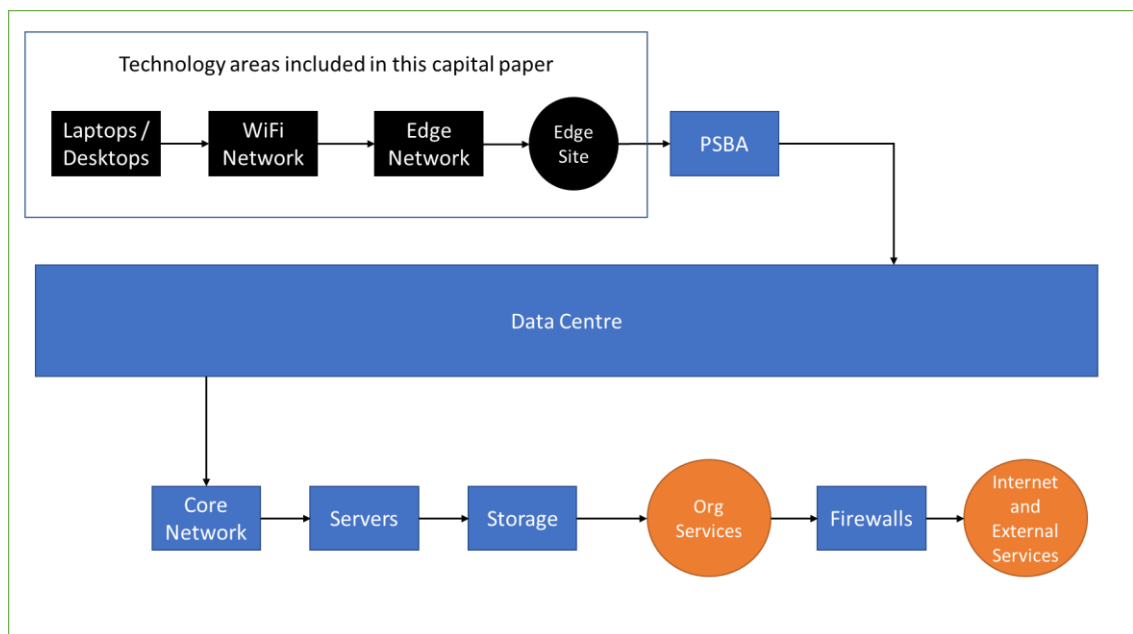 Technology areas included in this capital paper
Laptops /
Desktops
WiFi
Network
Edge
Network
Edge
Site
PSBA
Data Centre
Core
Network
Servers
Storage
Org
Services
Firewalls
Internet
and
External
Services